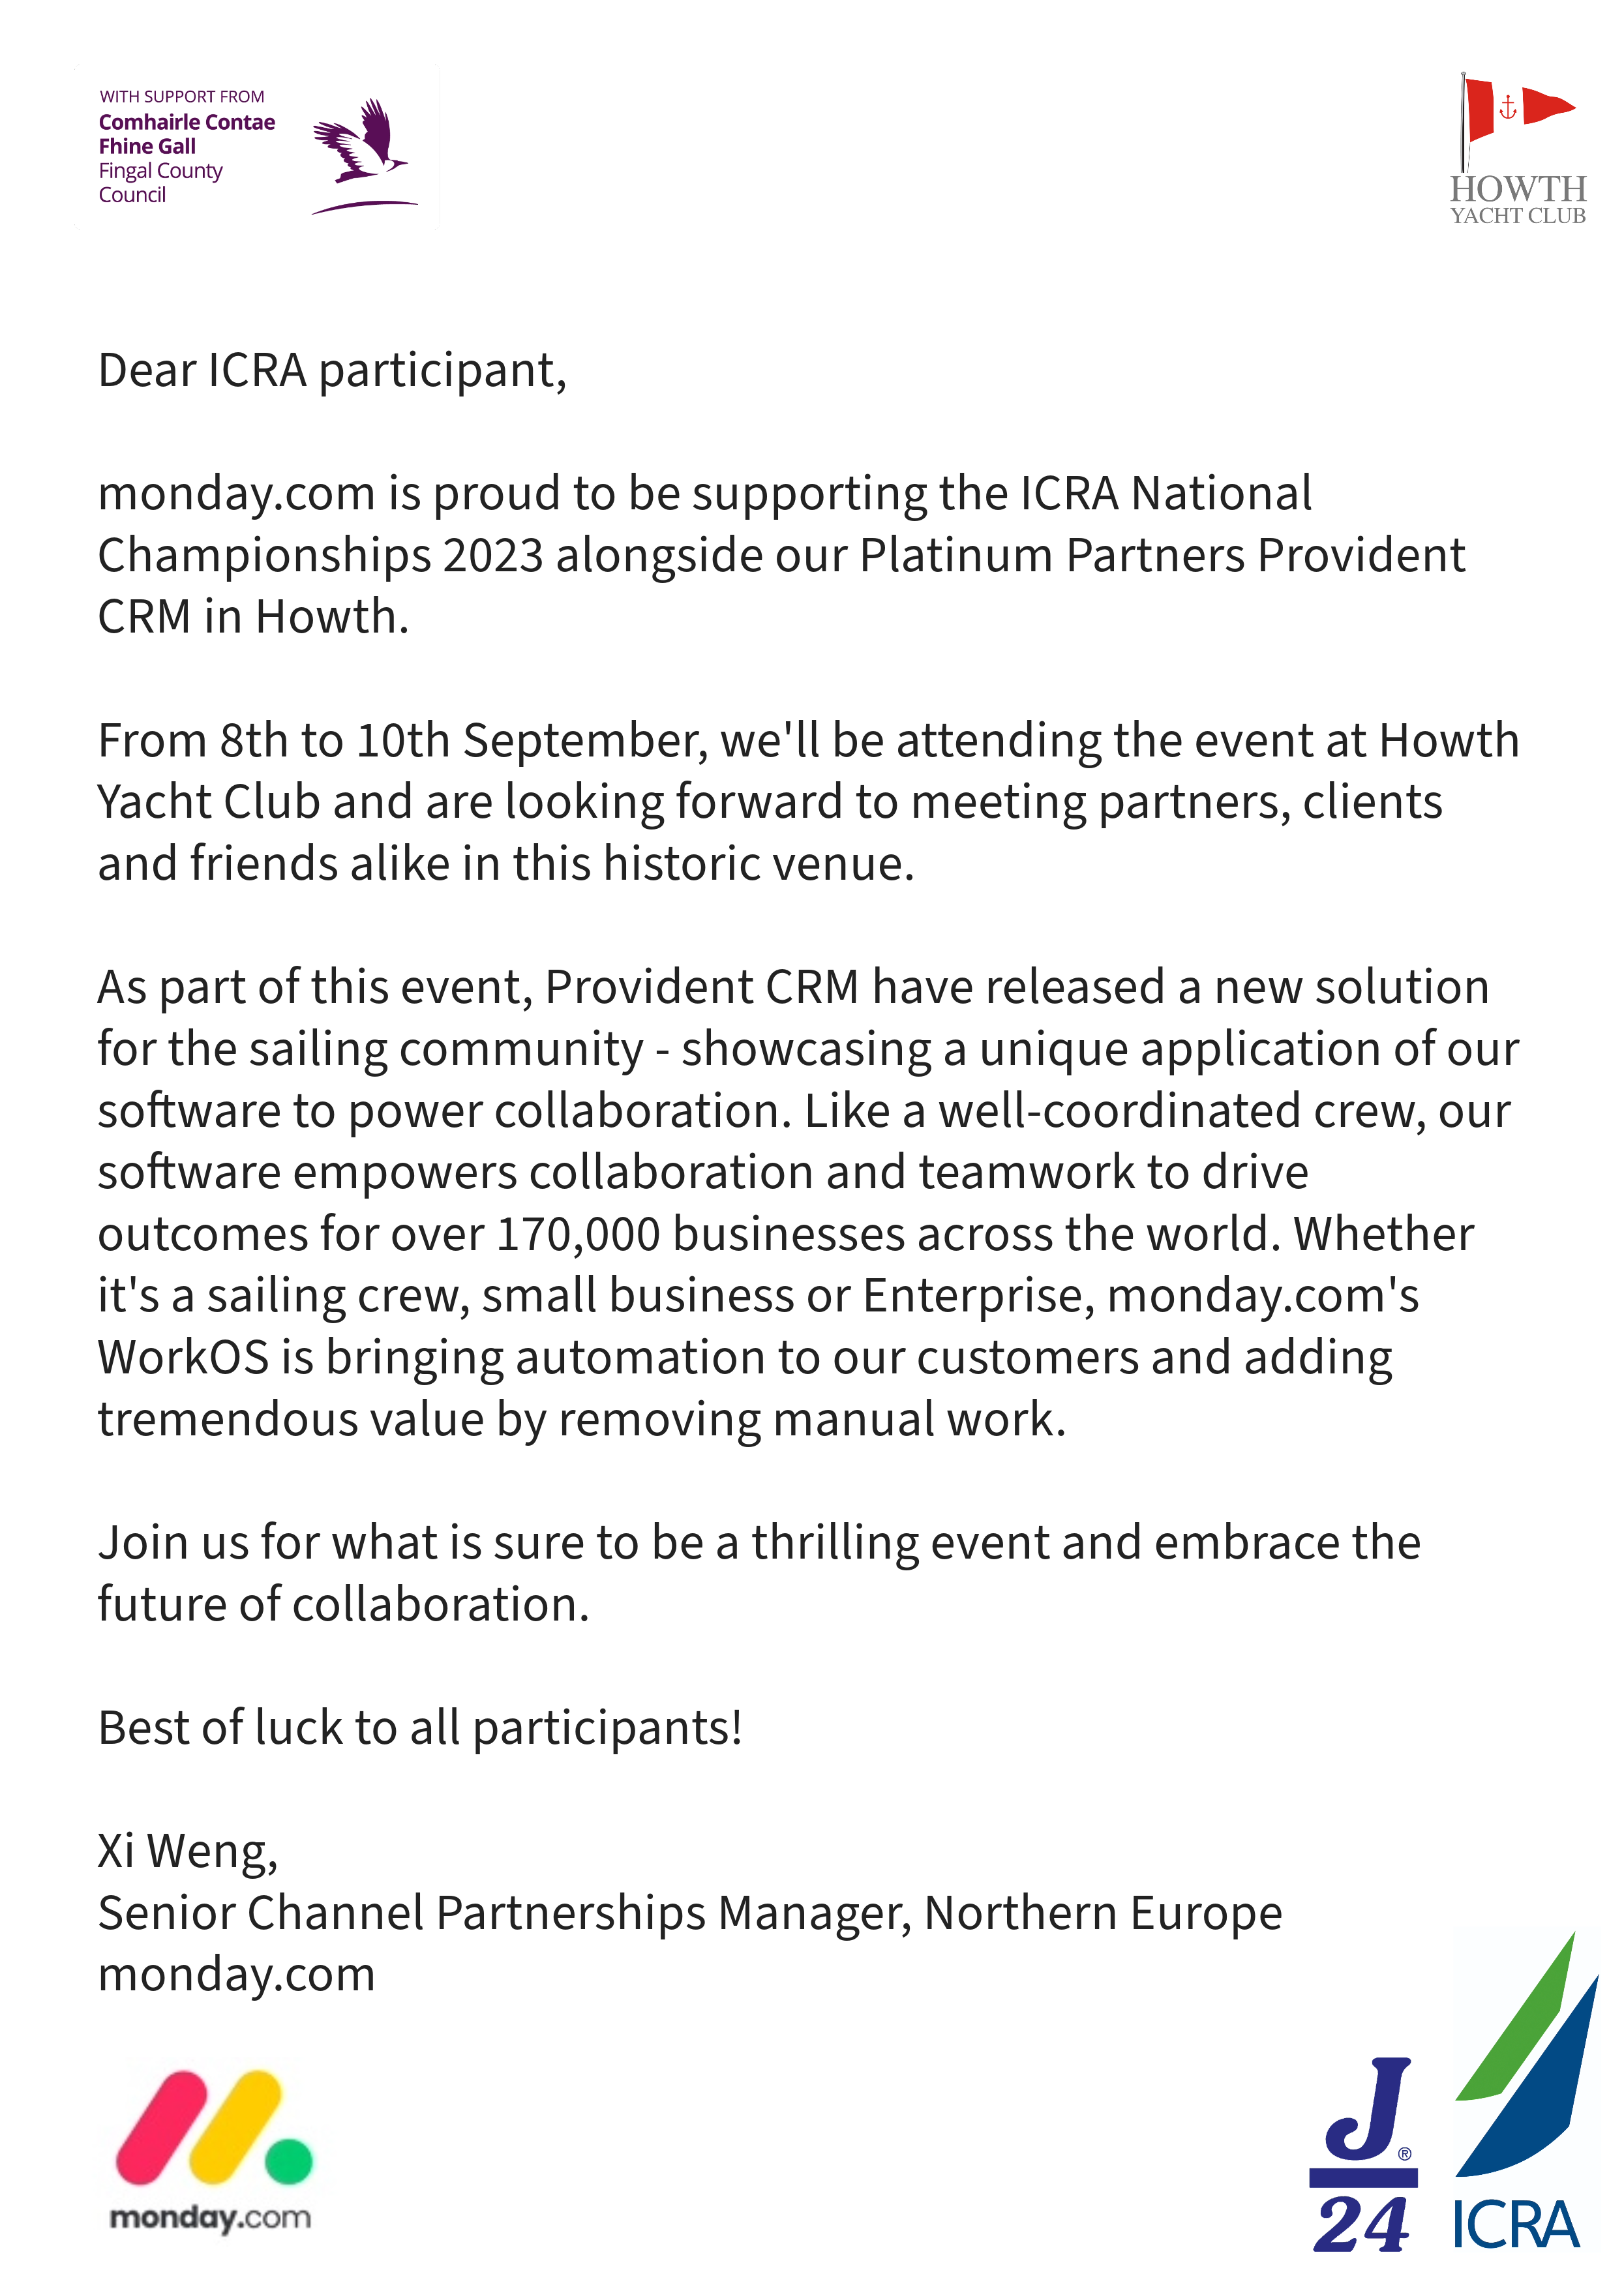 WITH SUPPORT FROM
Comhairle Contae
Fhine Gall
Fingal County
Council
HOWTH
YACHT CLUB
Dear ICRA participant,
monday.com is proud to be supporting the ICRA National
Championships 2023 alongside our Platinum Partners Provident
CRM in Howth.
From 8th to 10th September, we'll be attending the event at Howth
Yacht Club and are looking forward to meeting partners, clients
and friends alike in this historic venue.
As part of this event, Provident CRM have released a new solution
for the sailing community - showcasing a unique application of our
software to power collaboration. Like a well-coordinated crew, our
software empowers collaboration and teamwork to drive
outcomes for over 170,000 businesses across the world. Whether
it's a sailing crew, small business or Enterprise, monday.com's
WorkOS is bringing automation to our customers and adding
tremendous value by removing manual work.
Join us for what is sure to be a thrilling event and embrace the
future of collaboration.
Best of luck to all participants!
Xi Weng,
Senior Channel Partnerships Manager, Northern Europe
monday.com
monday.com
J®
24
ICRA